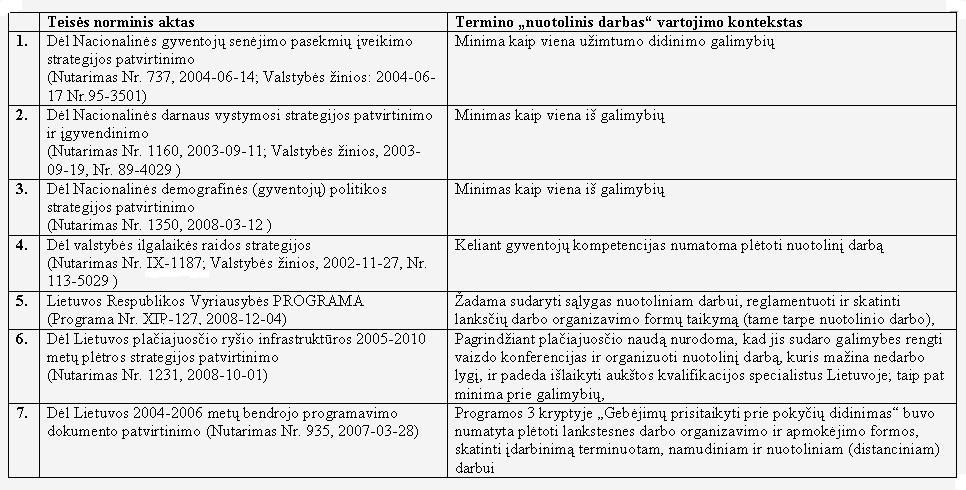 Teisės norminis aktas
Termino „nuotolinis darbas“ vartojimo kontekstas
1.
Dėl Nacionalinės gyventojų senėjimo pasekmių įveikimo
strategijos patvirtinimo
(Nutarimas Nr. 737, 2004-06-14; Valstybės žinios: 2004-06-
17 Nr.95-3501)
Minima kaip viena užimtumo didinimo galimybių
2.
Dėl Nacionalinės darnaus vystymosi strategijos patvirtinimo
ir įgyvendinimo
(Nutarimas Nr. 1160, 2003-09-11; Valstybės žinios, 2003-
09-19, Nr. 89-4029 )
Minimas kaip viena iš galimybių
3.
Dėl Nacionalinės demografinės (gyventojų) politikos
strategijos patvirtinimo
(Nutarimas Nr. 1350, 2008-03-12 )
Minimas kaip viena iš galimybių
4.
Dėl valstybės ilgalaikės raidos strategijos
(Nutarimas Nr. IX-1187; Valstybės žinios, 2002-11-27, Nr.
113-5029 )
Keliant gyventojų kompetencijas numatoma plėtoti nuotolinį darbą
5.
Lietuvos Respublikos Vyriausybės PROGRAMA
(Programa Nr. XIP-127, 2008-12-04)
Žadama sudaryti sąlygas nuotoliniam darbui, reglamentuoti ir skatinti
lanksčių darbo organizavimo formų taikymą (tame tarpe nuotolinio darbo),
6.
Dėl Lietuvos plačiajuosčio ryšio infrastruktūros 2005-2010
metų plėtros strategijos patvirtinimo
(Nutarimas Nr. 1231, 2008-10-01)
Pagrindžiant plačiajuosčio naudą nurodoma, kad jis sudaro galimybes rengti
vaizdo konferencijas ir organizuoti nuotolinį darbą, kuris mažina nedarbo
lygį, ir padeda išlaikyti aukštos kvalifikacijos specialistus Lietuvoje; taip pat
minima prie galimybių,
7.
Dėl Lietuvos 2004-2006 metų bendrojo programavimo
dokumento patvirtinimo (Nutarimas Nr. 935, 2007-03-28)
Programos 3 kryptyje „Gebėjimų prisitaikyti prie pokyčių didinimas“ buvo
numatyta plėtoti lankstesnes darbo organizavimo ir apmokėjimo formos,
skatinti įdarbinimą terminuotam, namudiniam ir nuotoliniam (distanciniam)
darbui